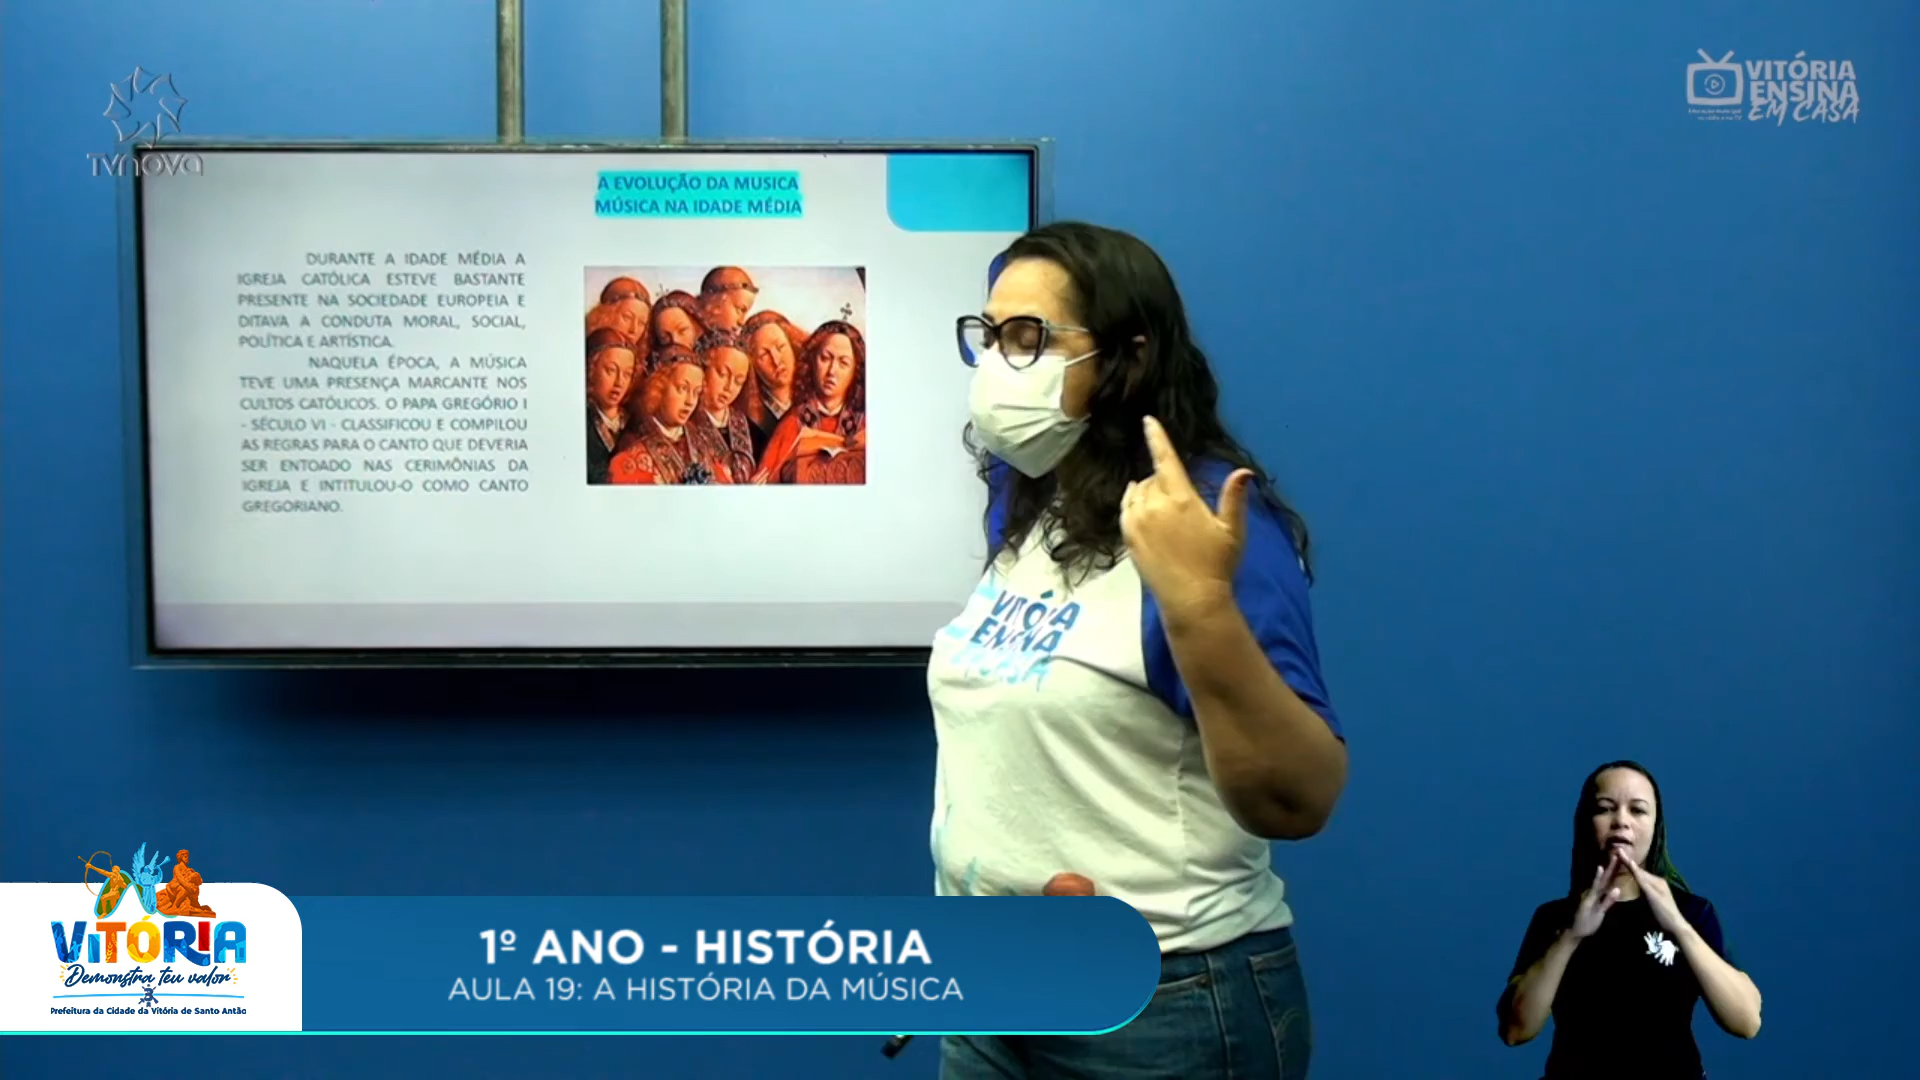 TVNOVA
VITÓRIA
ENSINA
EM CASA
A EVOLUÇÃO DA MUSICA
MÚSICA NA IDADE MÉDIA
DURANTE A IDADE MÉDIA A
IGREJA CATÓLICA ESTEVE BASTANTE
PRESENTE NA SOCIEDADE EUROPEIA E
DITAVA A CONDUTA MORAL, SOCIAL,
POLÍTICA E ARTÍSTICA.
NAQUELA ÉPOCA, A MÚSICA
TEVE UMA PRESENÇA MARCANTE NOS
CULTOS CATÓLICOS. O PAPA GREGÓRIO I
- SÉCULO VI - CLASSIFICOU E COMPILOU
AS REGRAS PARA O CANTO QUE DEVERIA
SER ENTOADO NAS CERIMÔNIAS DA
IGREJA E INTITULOU-O COMO CANTO
GREGORIANO.
VITÓRIA
ENSINA
EM CASA
VITÓRIA
Demonstra teu valor
Prefeitura da Cidade da Vitória de Santo Antão
1º ANO - HISTÓRIA
AULA 19: A HISTÓRIA DA MÚSICA